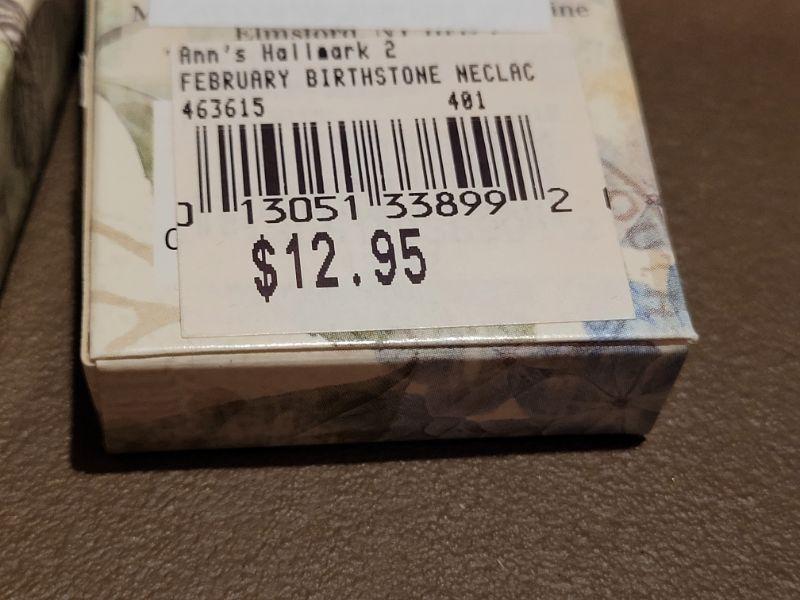 Elmsford, NY
Ann's Hallmark 2
FEBRUARY BIRTHSTONE NECLAC
463615 401
0 13051 33899 2
$12.95